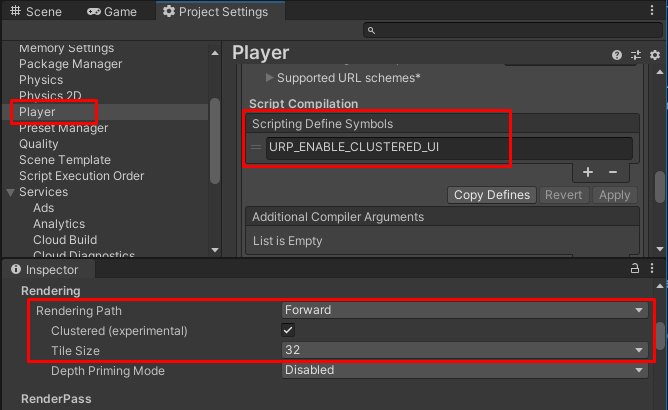 Scene Game Project Settings
Memory Settings
Package Manager
Physics
Physics 2D
Player
Preset Manager
Quality
Scene Template
Script Execution Order
Services
Ads
Analytics
Cloud Build
Cloud Diagnostics
Player
Supported URL schemes*
Script Compilation
Scripting Define Symbols
URP_ENABLE_CLUSTERED_UI
+ −
Copy Defines Revert Apply
Additional Compiler Arguments
List is Empty
Inspector
Rendering
Rendering Path Forward
Clustered (experimental)
Tile Size 32
Depth Priming Mode Disabled
RenderPass